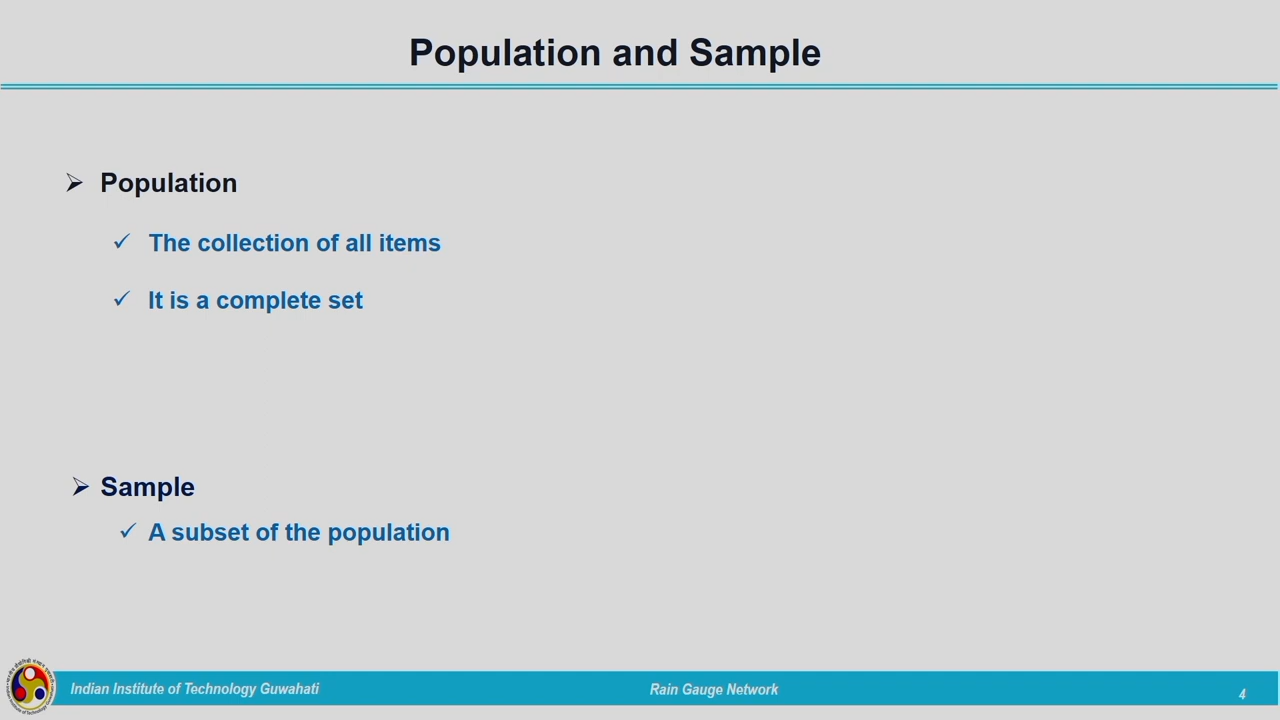 Population and Sample
➢ Population
✓ The collection of all items
✓ It is a complete set
➢ Sample
✓ A subset of the population
Indian Institute of Technology Guwahati
Rain Gauge Network
4